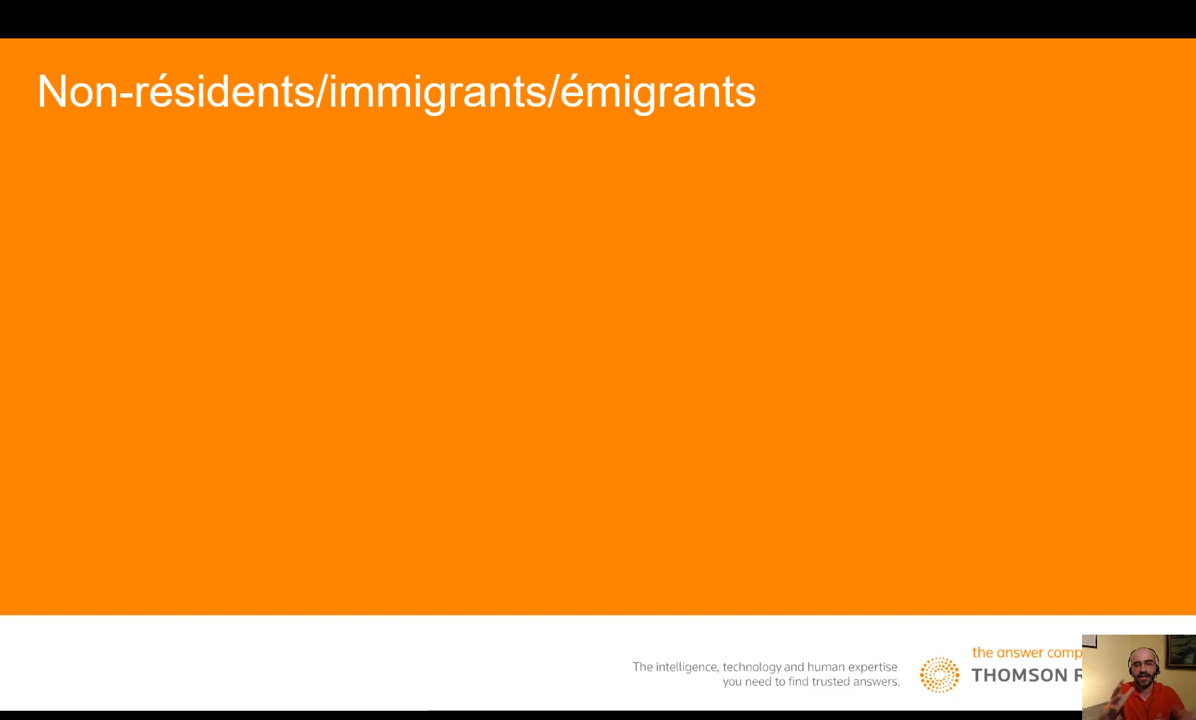 Non-résidents/immigrants/émigrants
The intelligence, technology and human expertise
you need to find trusted answers.
the answer comp
THOMSON R